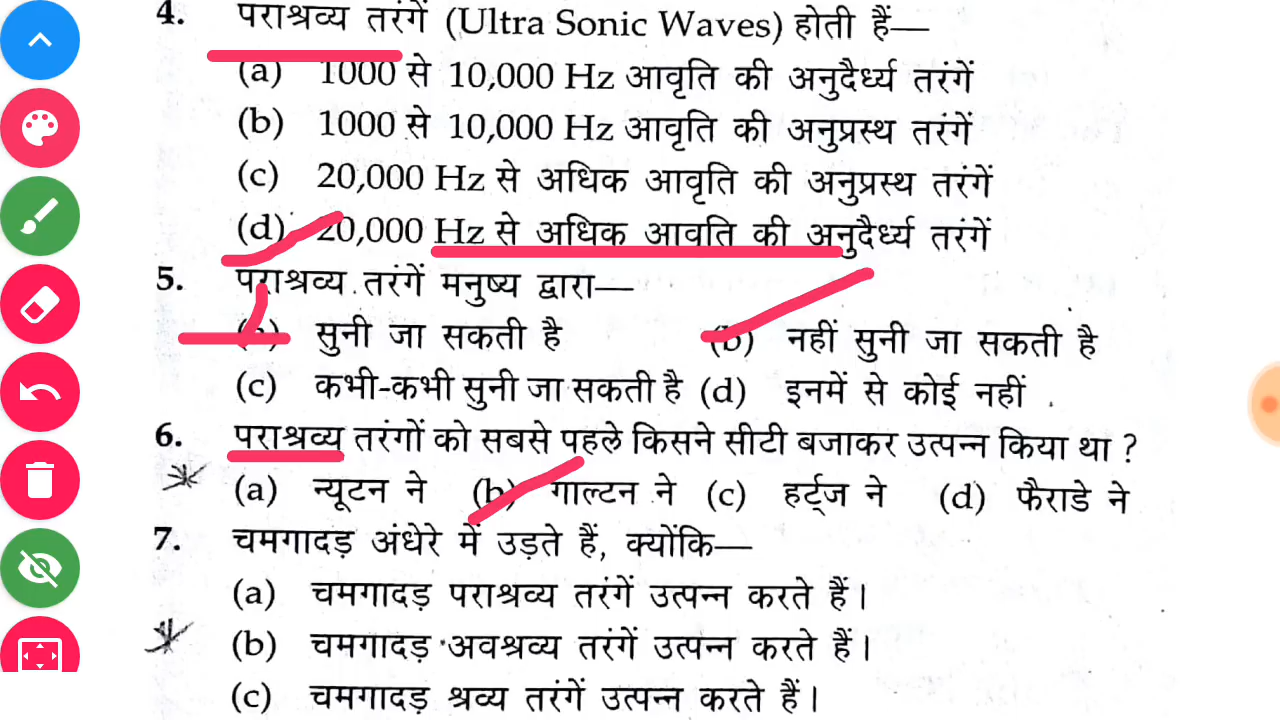 4. पराश्रव्य तरंगें (Ultra Sonic Waves) होती हैं—
(a) 1000 से 10,000 Hz आवृति की अनुदैर्ध्य तरंगें
(b) 1000 से 10,000 Hz आवृति की अनुप्रस्थ तरंगें
(c) 20,000 Hz से अधिक आवृति की अनुप्रस्थ तरंगें
(d) 20,000 Hz से अधिक आवृति की अनुदैर्ध्य तरंगें
5. पराश्रव्य तरंगें मनुष्य द्वारा—
(a) सुनी जा सकती है (b) नहीं सुनी जा सकती है
(c) कभी-कभी सुनी जा सकती है (d) इनमें से कोई नहीं
6. पराश्रव्य तरंगों को सबसे पहले किसने सीटी बजाकर उत्पन्न किया था ?
(a) न्यूटन ने (b) गाल्टन ने (c) हर्ट्ज ने (d) फैराडे ने
7. चमगादड़ अंधेरे में उड़ते हैं, क्योंकि—
(a) चमगादड़ पराश्रव्य तरंगें उत्पन्न करते हैं।
(b) चमगादड़ अवश्रव्य तरंगें उत्पन्न करते हैं।
(c) चमगादड़ श्रव्य तरंगें उत्पन्न करते हैं।